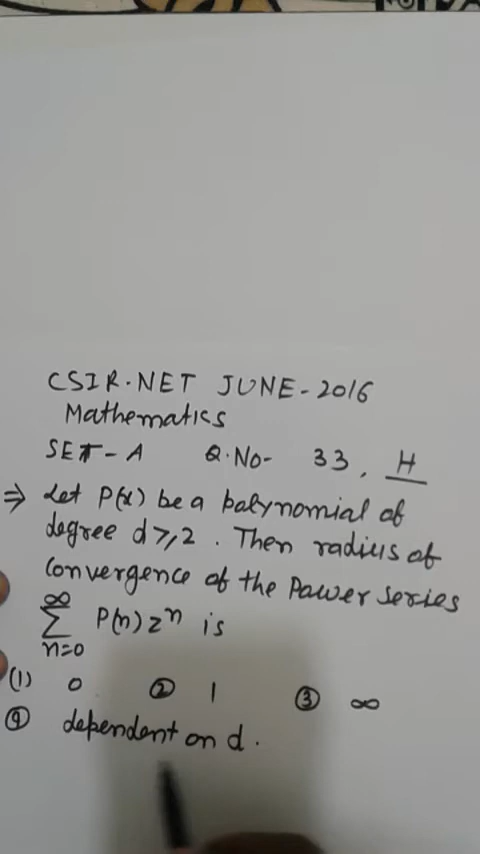 CSIR.NET JUNE-2016
Mathematics
SET-A Q.No- 33, H
⇒ Let P(x) be a polynomial of
degree d≥2. Then radius of
Convergence of the Power Series
∞
∑ P(n)zⁿ is
n=0
(1) 0 ② 1 ③ ∞
④ dependent on d.